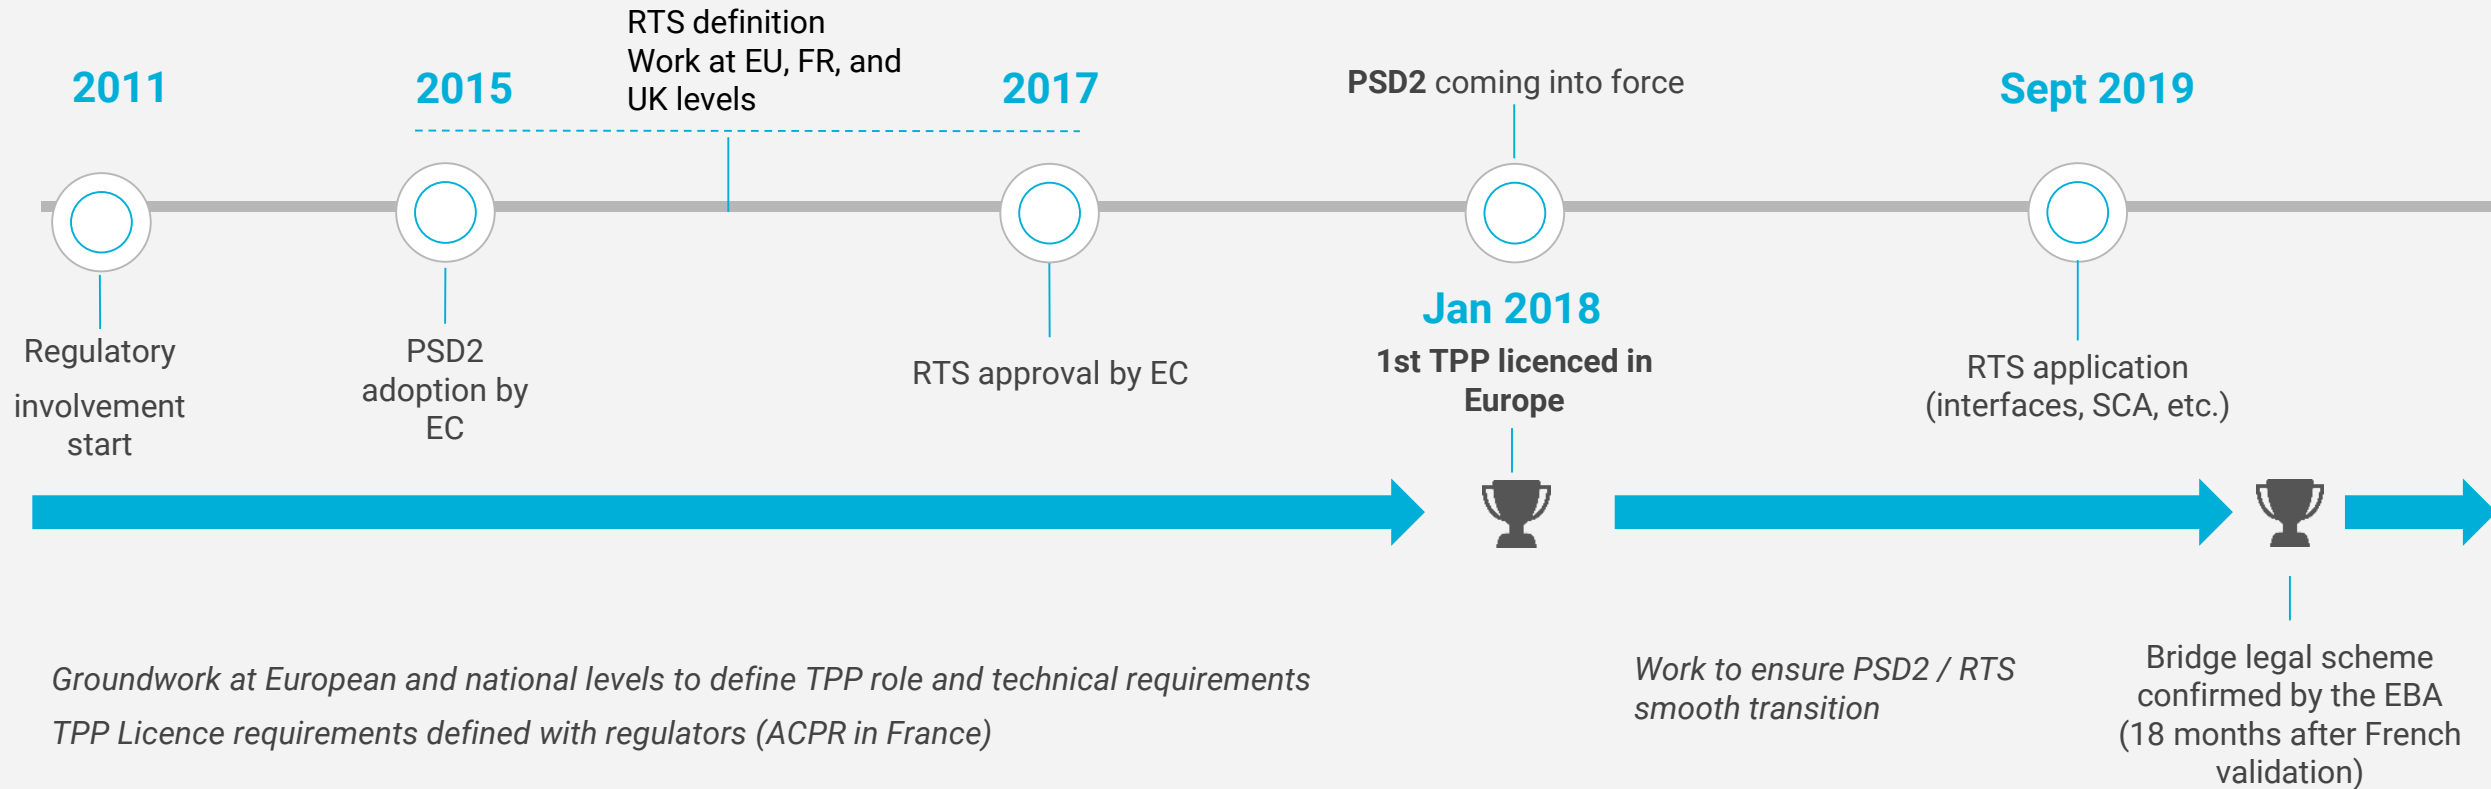 RTS definition
Work at EU, FR, and
UK levels
2011
2015
2017
PSD2 coming into force
Sept 2019
Regulatory
involvement
start
PSD2
adoption by
EC
RTS approval by EC
Jan 2018
1st TPP licenced in
Europe
RTS application
(interfaces, SCA, etc.)
Groundwork at European and national levels to define TPP role and technical requirements
TPP Licence requirements defined with regulators (ACPR in France)
Work to ensure PSD2 / RTS
smooth transition
Bridge legal scheme
confirmed by the EBA
(18 months after French
validation)